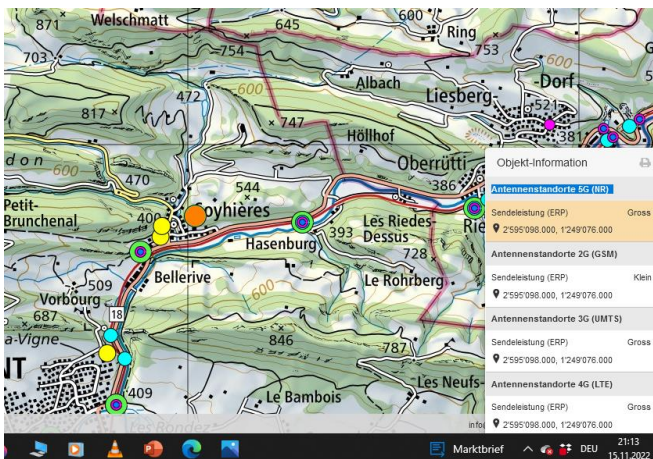 871
Welschmatt
645
600
Ring
703
754
753
600
Albach
Liesberg
-Dorf
472
521
817
747
381
Höllhof
don
600
Oberrütti
470
386
544
Petit-
Brunchenal
400
Soyhières
Les Riedes-
Dessus
393
Hasenburg
728
509
Bellerive
600
Le Rohrberg
Vorbourg
18
687
a-Vigne
846
787
NT
Le Bambois
Les Neufs-
409
Les Rondez
info
Objekt-Information
Antennenstandorte 5G (NR)
Sendeleistung (ERP) Gross
2'595'098.000, 1'249'076.000
Antennenstandorte 2G (GSM)
Sendeleistung (ERP) Klein
2'595'098.000, 1'249'076.000
Antennenstandorte 3G (UMTS)
Sendeleistung (ERP) Gross
2'595'098.000, 1'249'076.000
Antennenstandorte 4G (LTE)
Sendeleistung (ERP) Gross
2'595'098.000, 1'249'076.000
Marktbrief DEU 21:13
15.11.2022